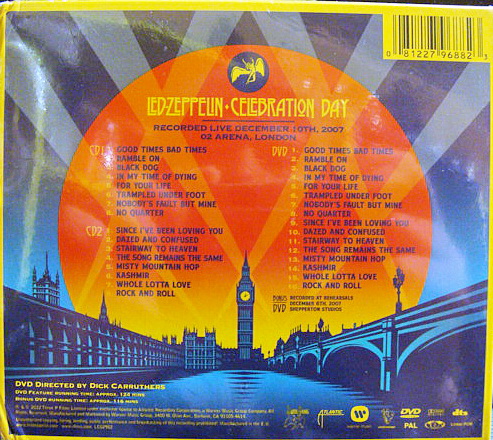 LED-ZEPPELIN • CELEBRATION DAY
RECORDED LIVE DECEMBER 10TH, 2007
O2 ARENA, LONDON
CD1
GOOD TIMES BAD TIMES
RAMBLE ON
BLACK DOG
IN MY TIME OF DYING
FOR YOUR LIFE
TRAMPLED UNDER FOOT
NOBODY'S FAULT BUT MINE
NO QUARTER
CD2
SINCE I'VE BEEN LOVING YOU
DAZED AND CONFUSED
STAIRWAY TO HEAVEN
THE SONG REMAINS THE SAME
MISTY MOUNTAIN HOP
KASHMIR
WHOLE LOTTA LOVE
ROCK AND ROLL
DVD
GOOD TIMES BAD TIMES
RAMBLE ON
BLACK DOG
IN MY TIME OF DYING
FOR YOUR LIFE
TRAMPLED UNDER FOOT
NOBODY'S FAULT BUT MINE
NO QUARTER
SINCE I'VE BEEN LOVING YOU
DAZED AND CONFUSED
STAIRWAY TO HEAVEN
THE SONG REMAINS THE SAME
MISTY MOUNTAIN HOP
KASHMIR
WHOLE LOTTA LOVE
ROCK AND ROLL
BONUS DVD
RECORDED AT REHEARSALS
DECEMBER 6TH, 2007
SHEPPERTON STUDIOS
0 81227 96882 3
DVD DIRECTED BY DICK CARRUTHERS
DVD FEATURE RUNNING TIME: APPROX. 124 MINS
BONUS DVD RUNNING TIME: APPROX. 116 MINS
ATLANTIC
DVD
PAL